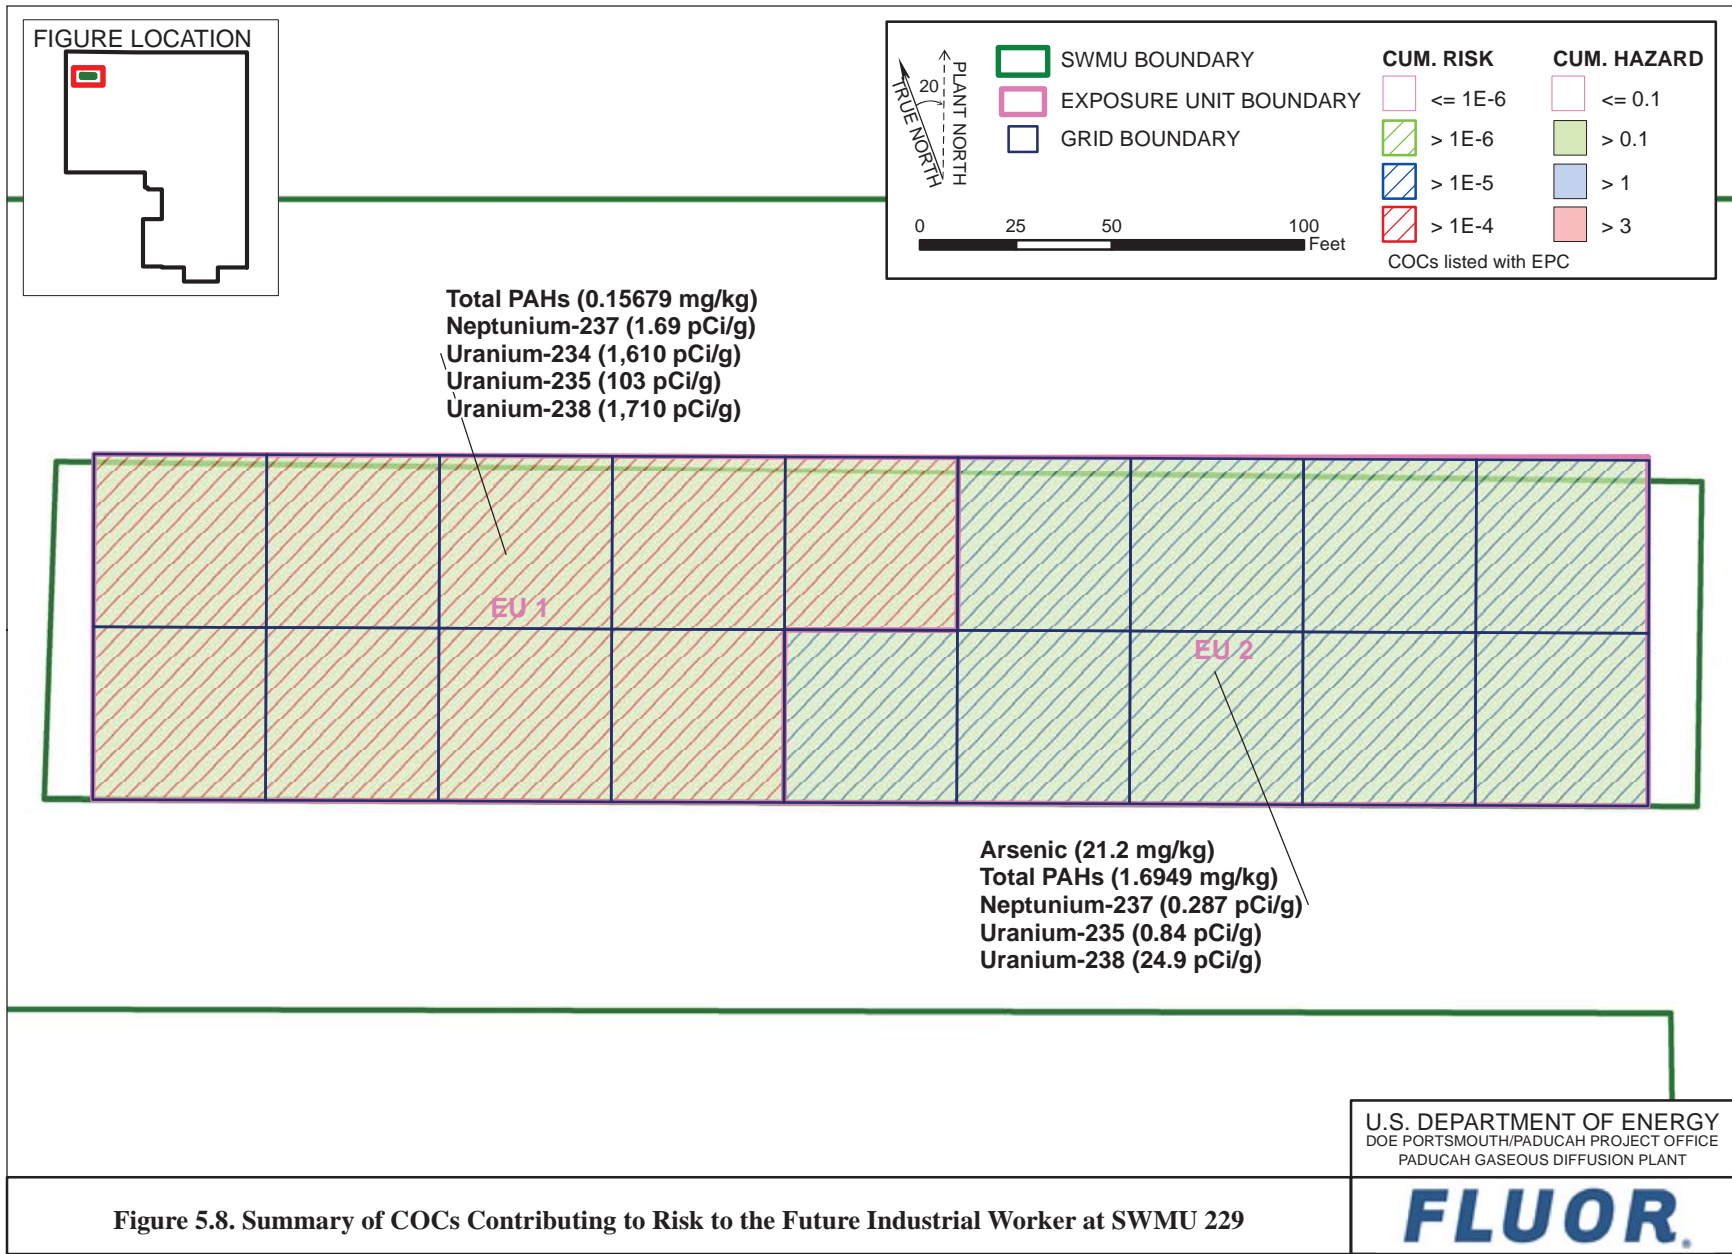 FIGURE LOCATION
TRUE NORTH
20
PLANT NORTH
SWMU BOUNDARY
EXPOSURE UNIT BOUNDARY
GRID BOUNDARY
0 25 50 100
Feet
CUM. RISK
<= 1E-6
> 1E-6
> 1E-5
> 1E-4
CUM. HAZARD
<= 0.1
> 0.1
> 1
> 3
COCs listed with EPC
Total PAHs (0.15679 mg/kg)
Neptunium-237 (1.69 pCi/g)
Uranium-234 (1,610 pCi/g)
Uranium-235 (103 pCi/g)
Uranium-238 (1,710 pCi/g)
EU 1
EU 2
Arsenic (21.2 mg/kg)
Total PAHs (1.6949 mg/kg)
Neptunium-237 (0.287 pCi/g)
Uranium-235 (0.84 pCi/g)
Uranium-238 (24.9 pCi/g)
U.S. DEPARTMENT OF ENERGY
DOE PORTSMOUTH/PADUCAH PROJECT OFFICE
PADUCAH GASEOUS DIFFUSION PLANT
Figure 5.8. Summary of COCs Contributing to Risk to the Future Industrial Worker at SWMU 229
FLUOR®